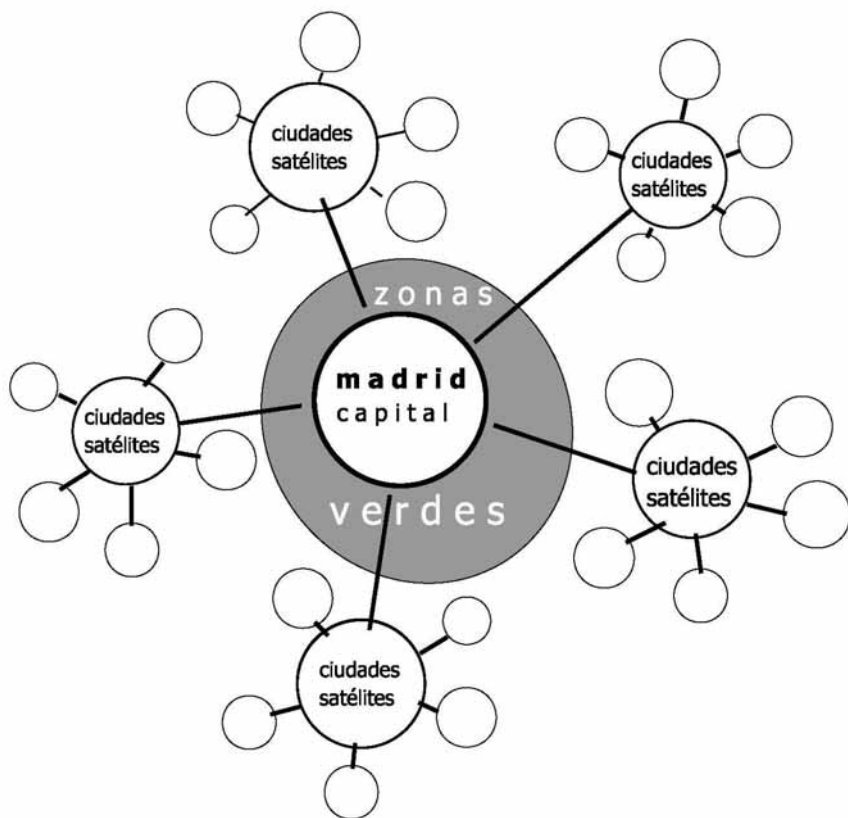 ciudades
satélites
ciudades
satélites
zonas
madrid
capital
ciudades
satélites
ciudades
satélites
verdes
ciudades
satélites